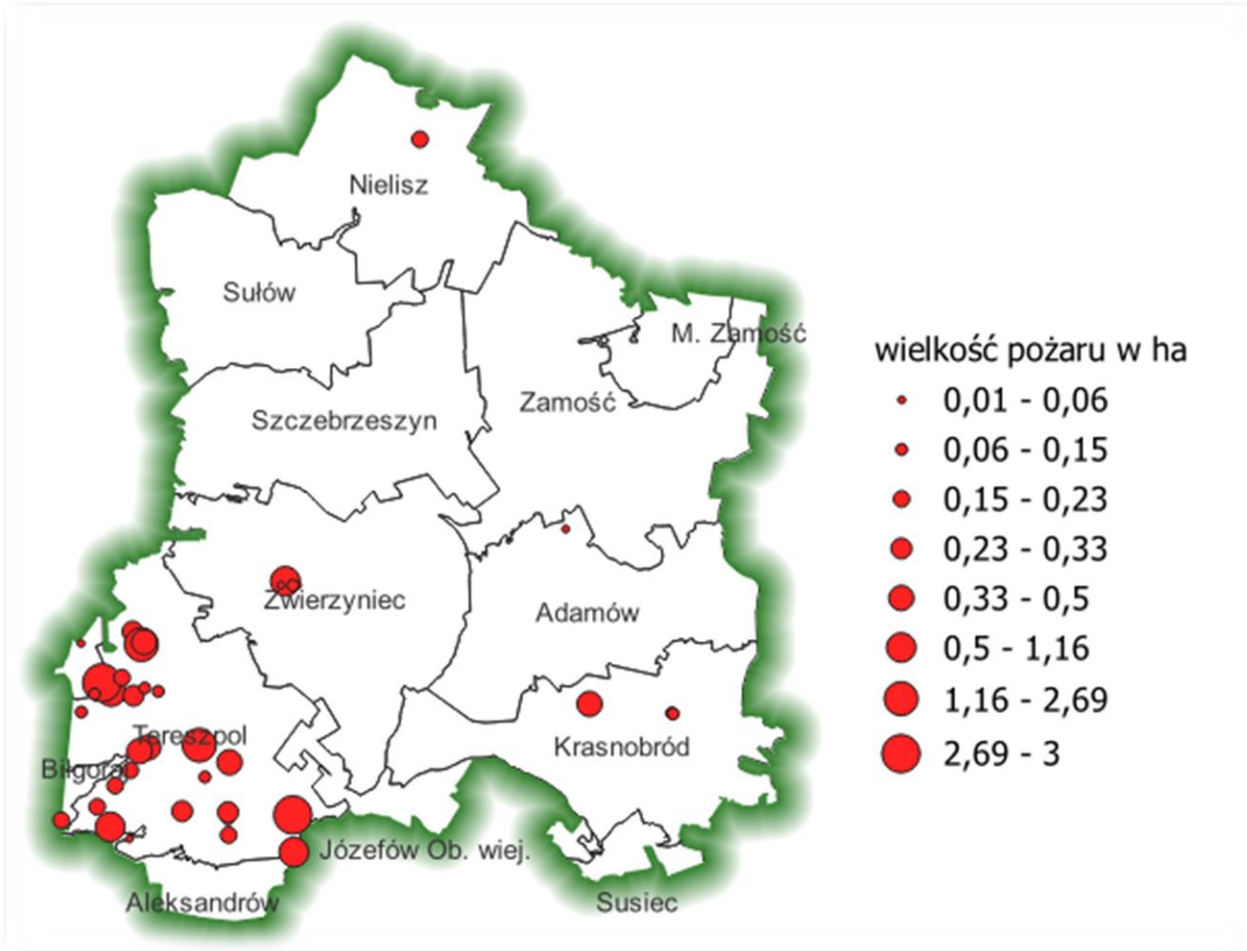 Nielisz
Sułów
M. Zamość
Zamość
Szczebrzeszyn
Zwierzyniec
Adamów
Tereszpol
Krasnobród
Biłgoraj
Józefów Ob. wiej.
Aleksandrów
Susiec
wielkość pożaru w ha
0,01 - 0,06
0,06 - 0,15
0,15 - 0,23
0,23 - 0,33
0,33 - 0,5
0,5 - 1,16
1,16 - 2,69
2,69 - 3